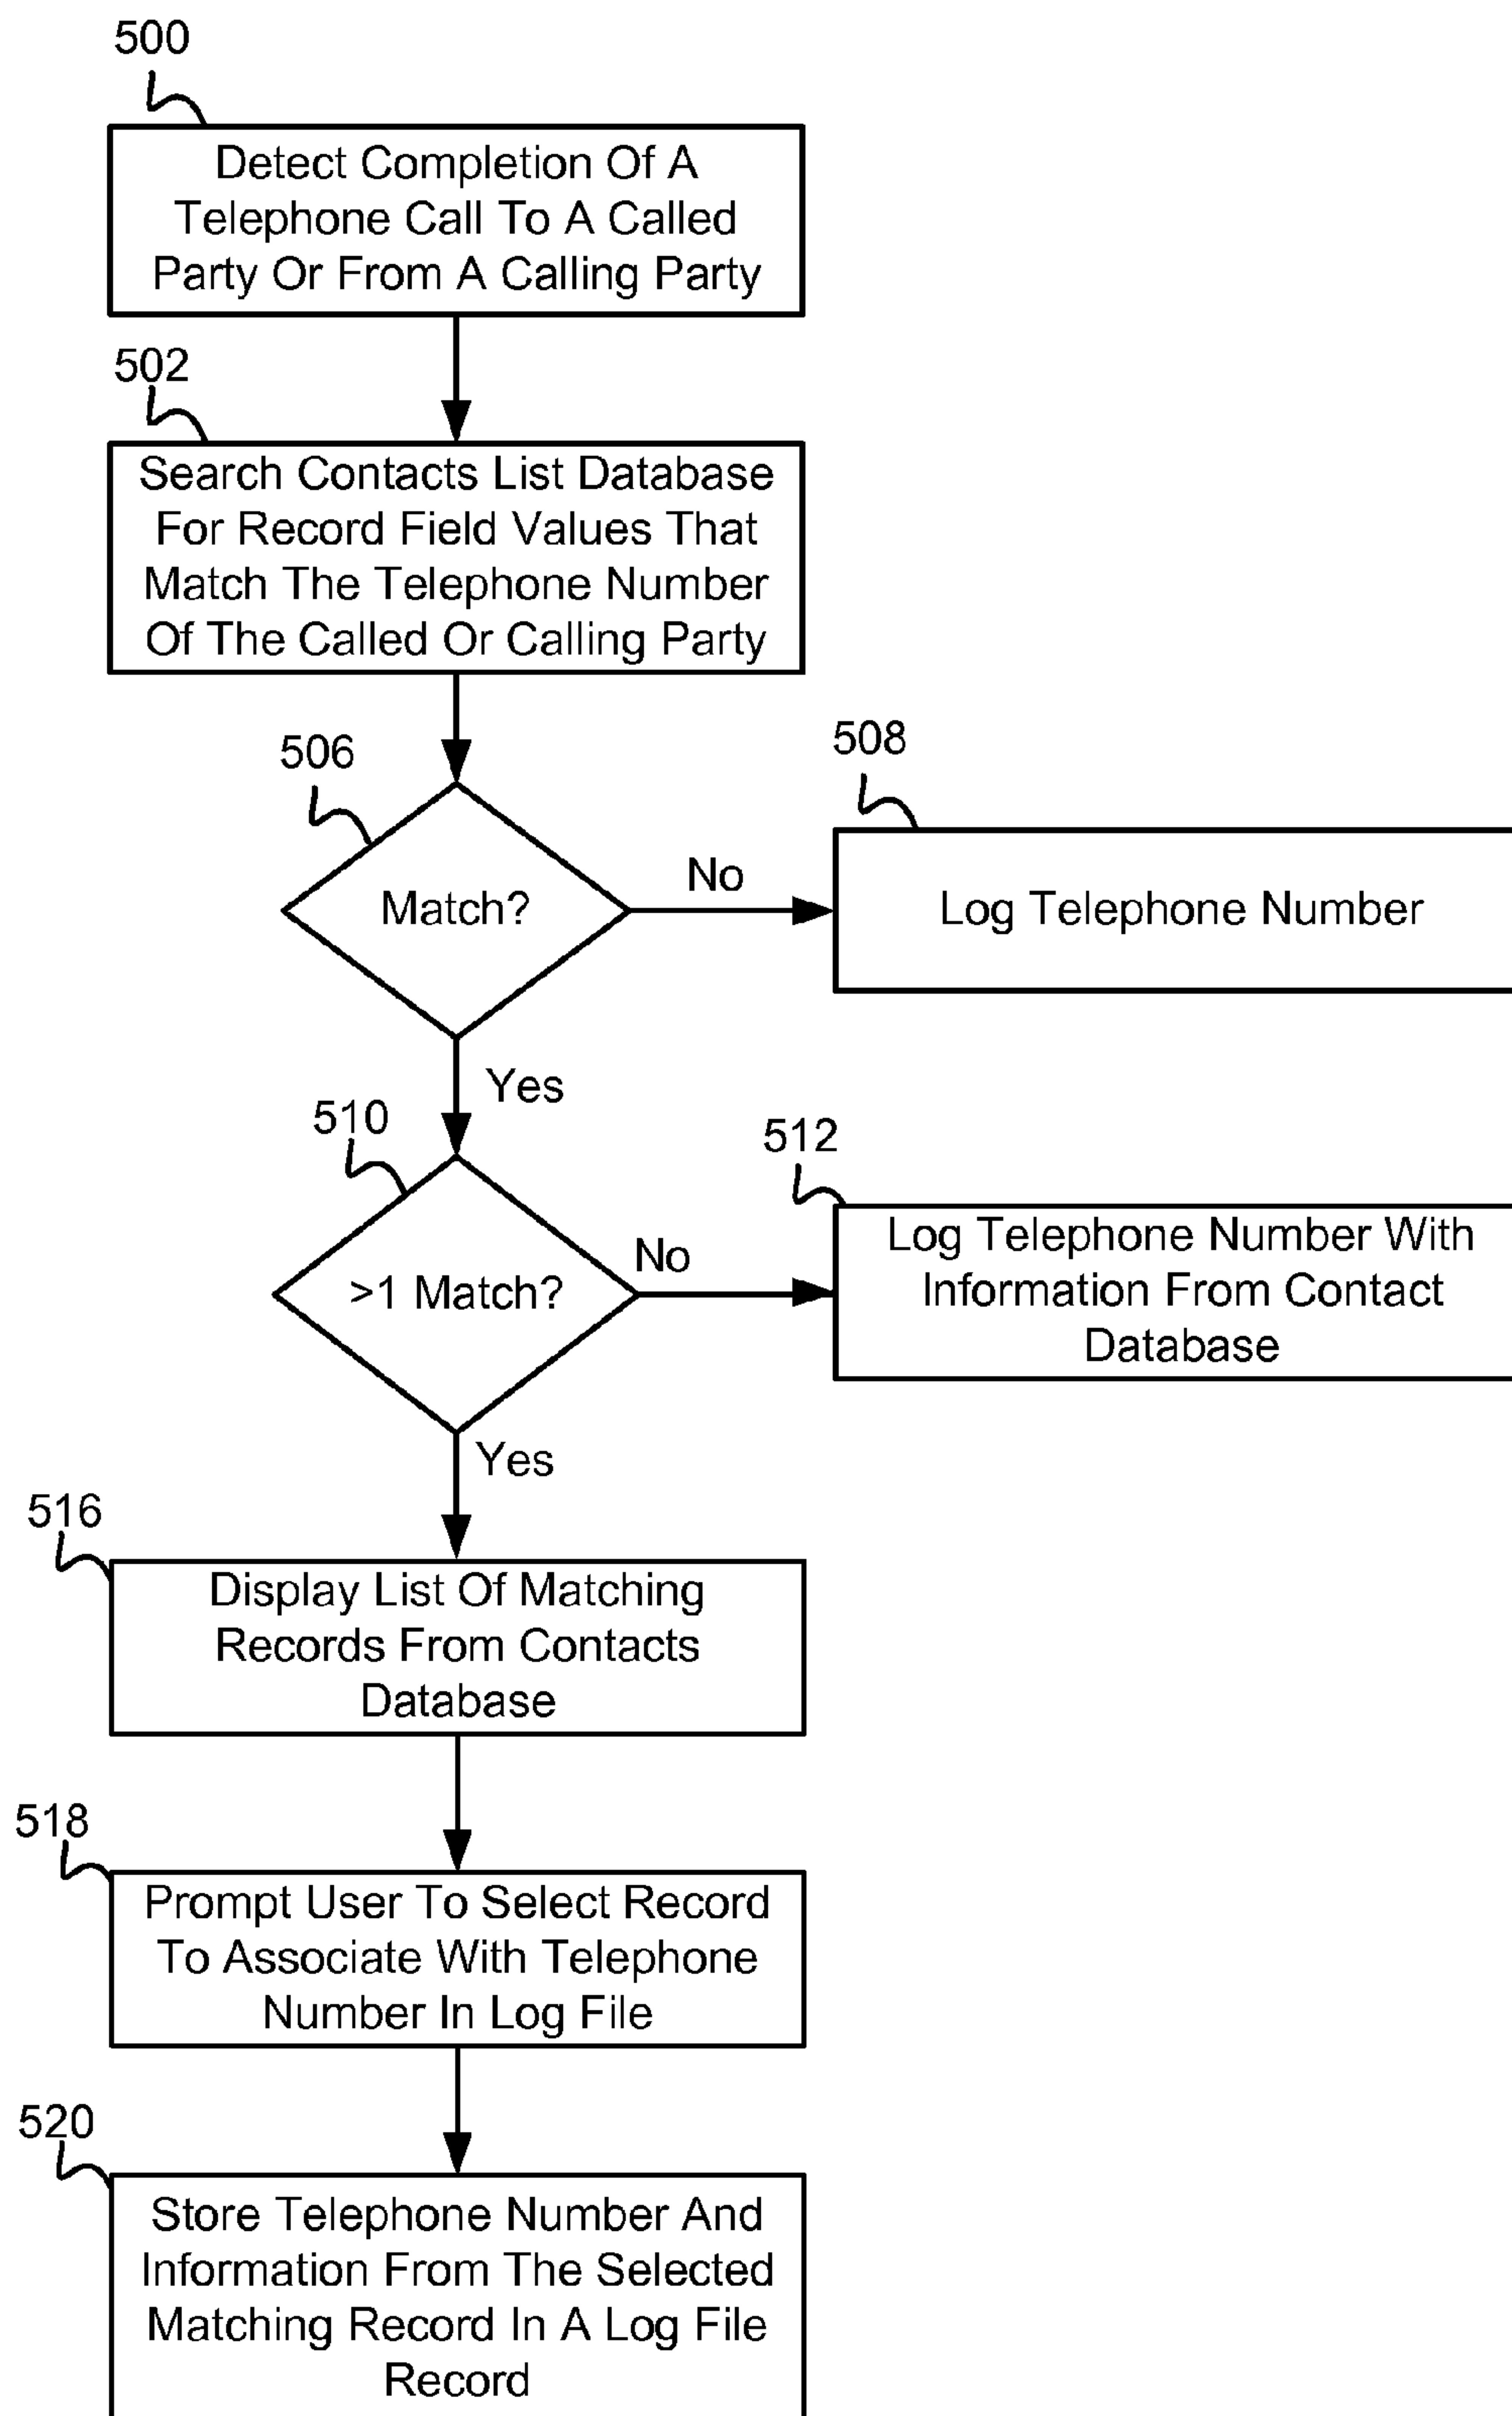 500
Detect Completion Of A
Telephone Call To A Called
Party Or From A Calling Party
502
Search Contacts List Database
For Record Field Values That
Match The Telephone Number
Of The Called Or Calling Party
506
Match?
No
508
Log Telephone Number
Yes
510
>1 Match?
No
512
Log Telephone Number With
Information From Contact
Database
Yes
516
Display List Of Matching
Records From Contacts
Database
518
Prompt User To Select Record
To Associate With Telephone
Number In Log File
520
Store Telephone Number And
Information From The Selected
Matching Record In A Log File
Record